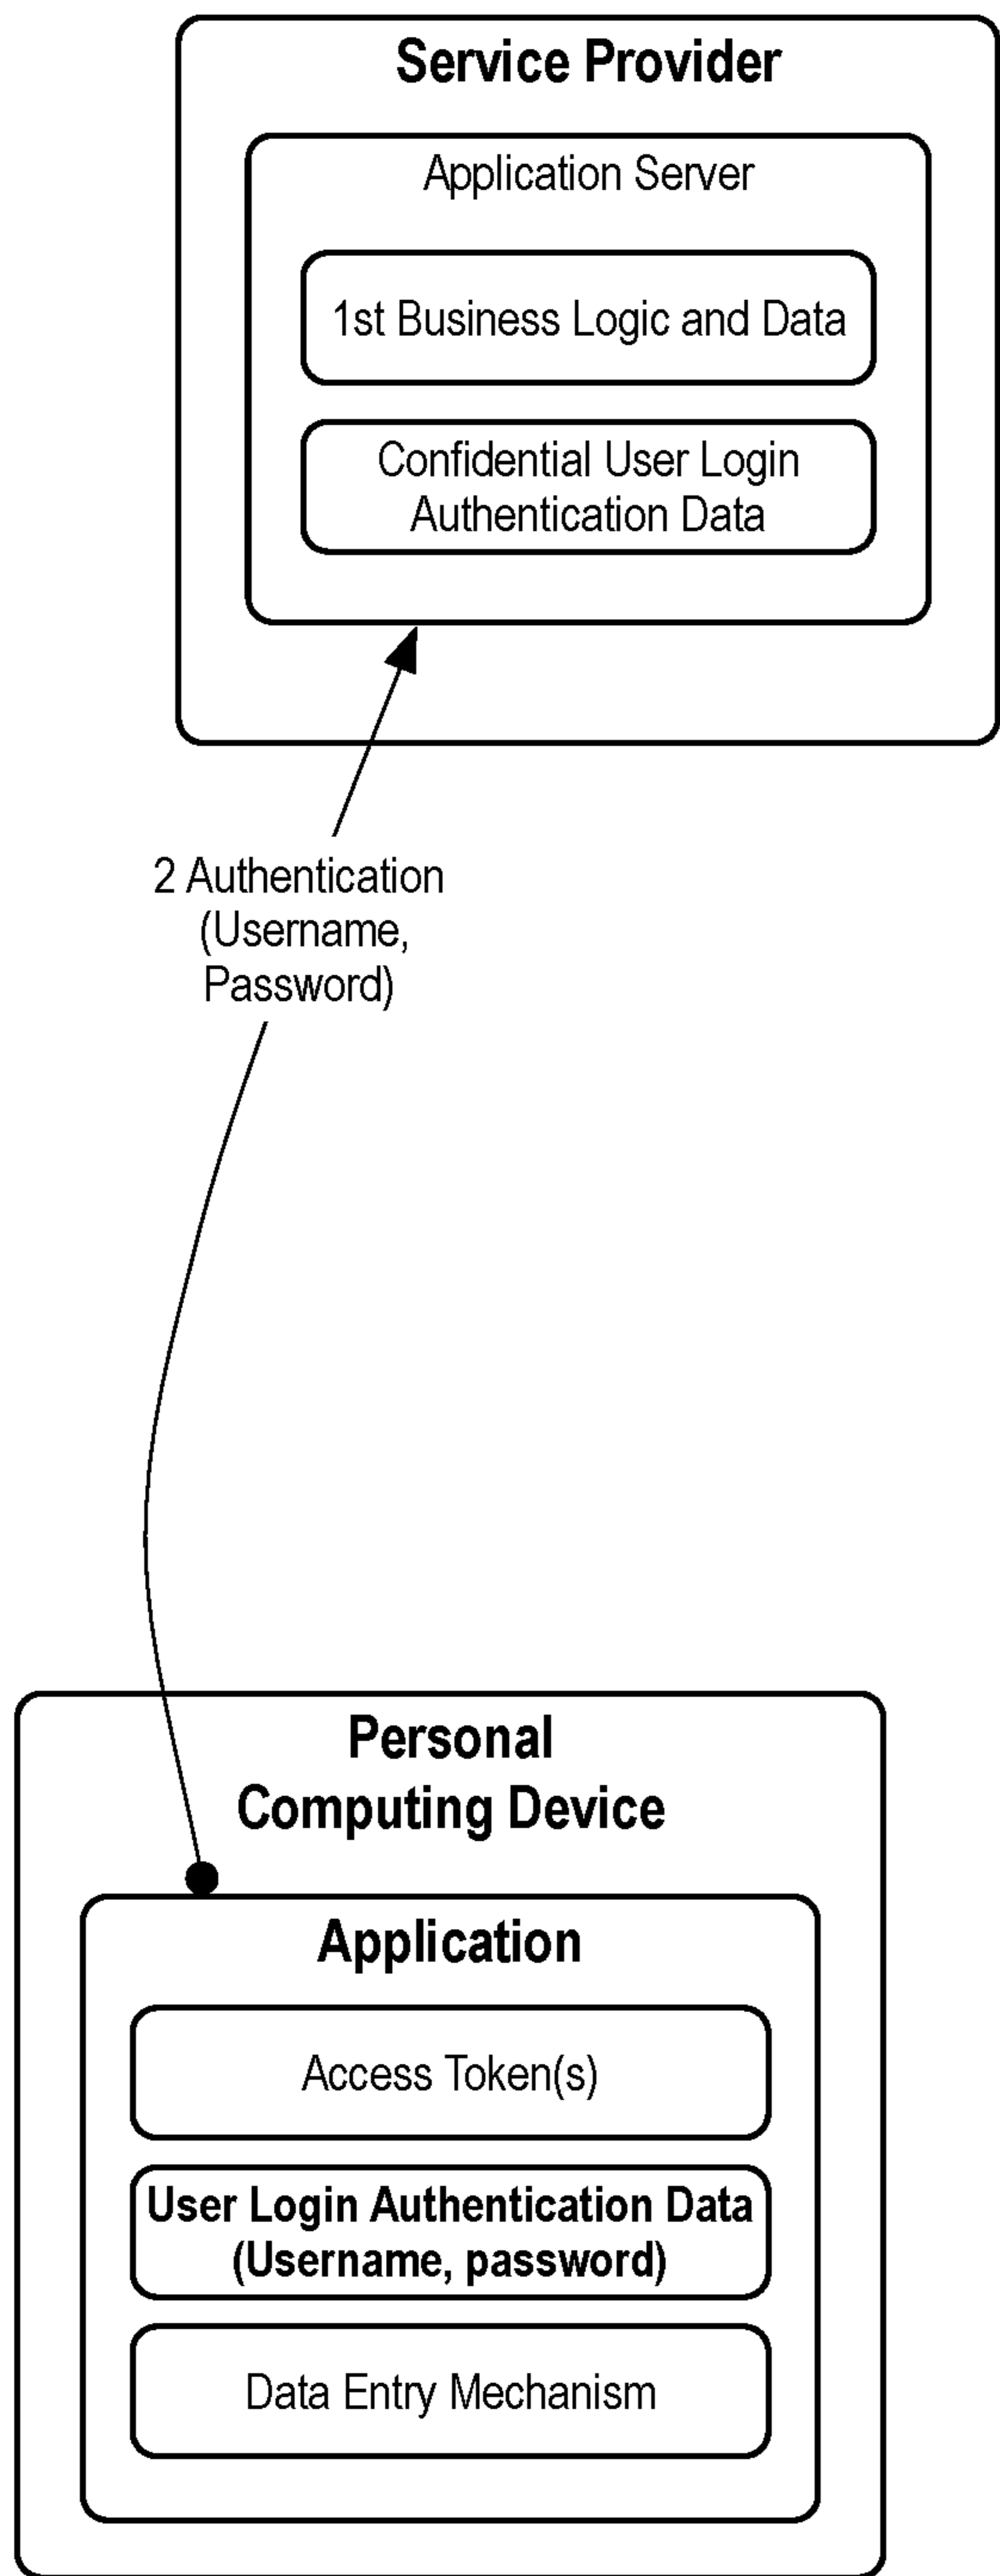 Service Provider
Application Server
1st Business Logic and Data
Confidential User Login
Authentication Data
2 Authentication
(Username,
Password)
Personal
Computing Device
Application
Access Token(s)
User Login Authentication Data
(Username, password)
Data Entry Mechanism